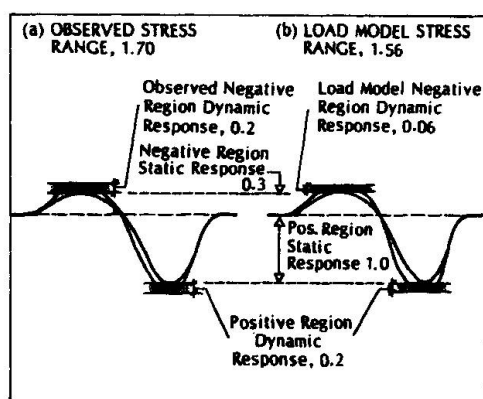 (a) OBSERVED STRESS
RANGE, 1.70
(b) LOAD MODEL STRESS
RANGE, 1.56
Observed Negative
Region Dynamic
Response, 0.2
Load Model Negative
Region Dynamic
Response, 0.06
Negative Region
Static Response
0.3
Pos. Region
Static
Response 1.0
Positive Region
Dynamic
Response, 0.2